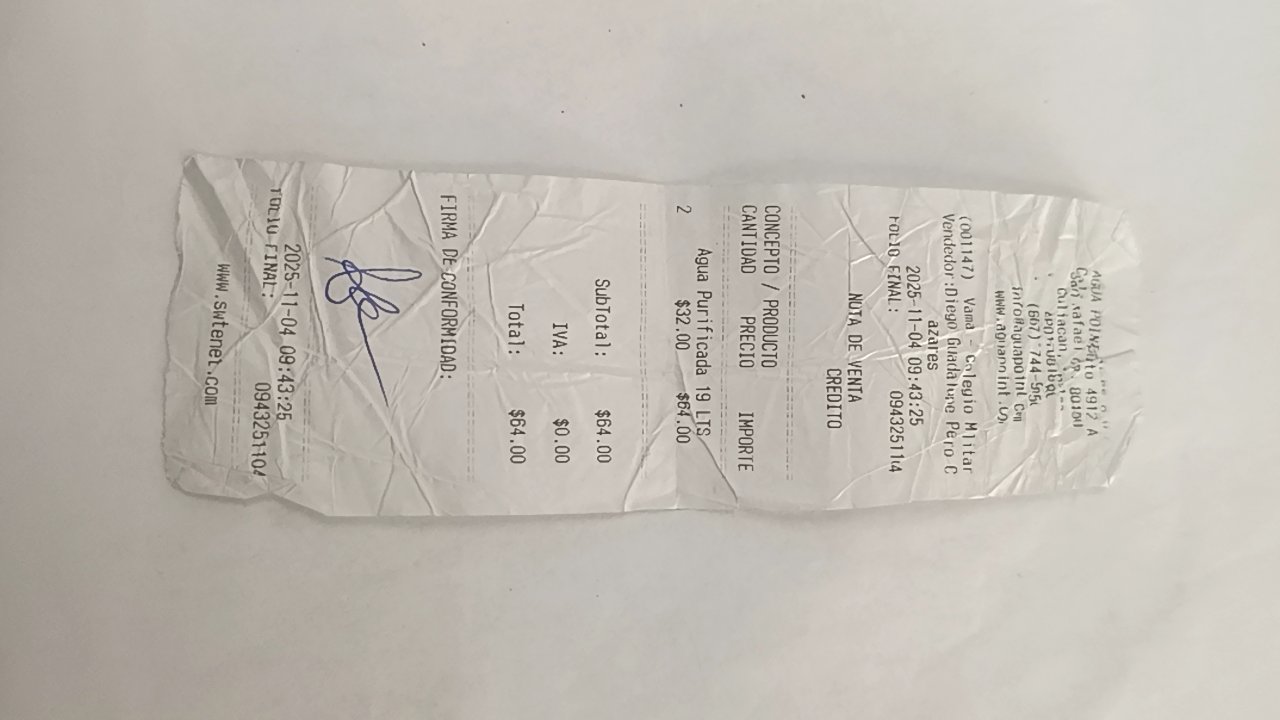 AGUA POINT
(667) 744-
www.aguapoint.
(001147) Vama - Colegio Militar
Vendedor:Diego Guadalupe Pero C
azares
2025-11-04 09:43:25
FOLIO FINAL: 0943251104
NOTA DE VENTA
CREDITO
CONCEPTO / PRODUCTO
CANTIDAD PRECIO IMPORTE
Agua Purificada 19 LTS
2 $32.00 $64.00
SubTotal: $64.00
IVA: $0.00
Total: $64.00
FIRMA DE CONFORMIDAD:
2025-11-04 09:43:25
FOLIO FINAL: 0943251104
www.swtenet.com